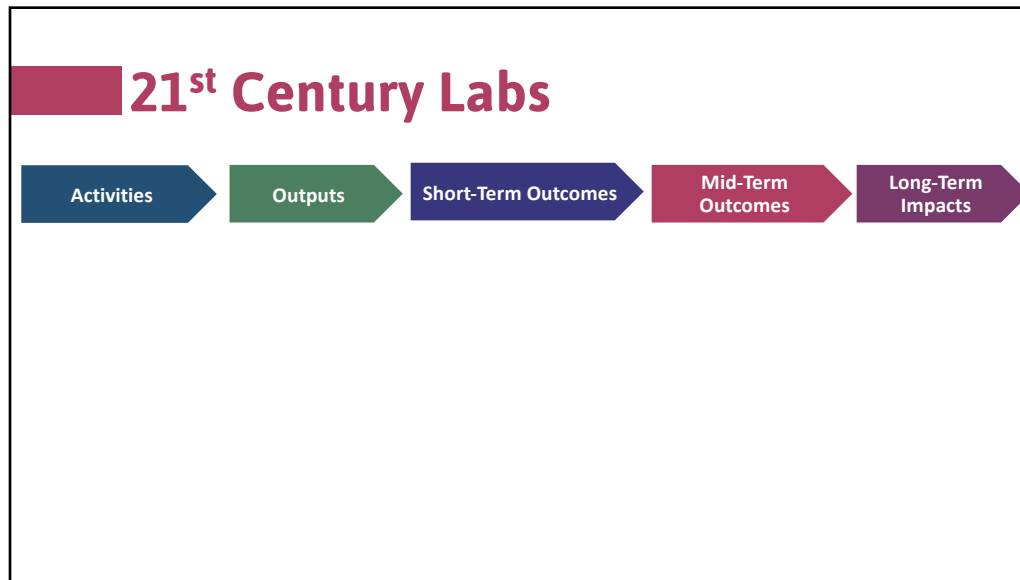 21st Century Labs
Activities
Outputs
Short-Term Outcomes
Mid-Term
Outcomes
Long-Term
Impacts